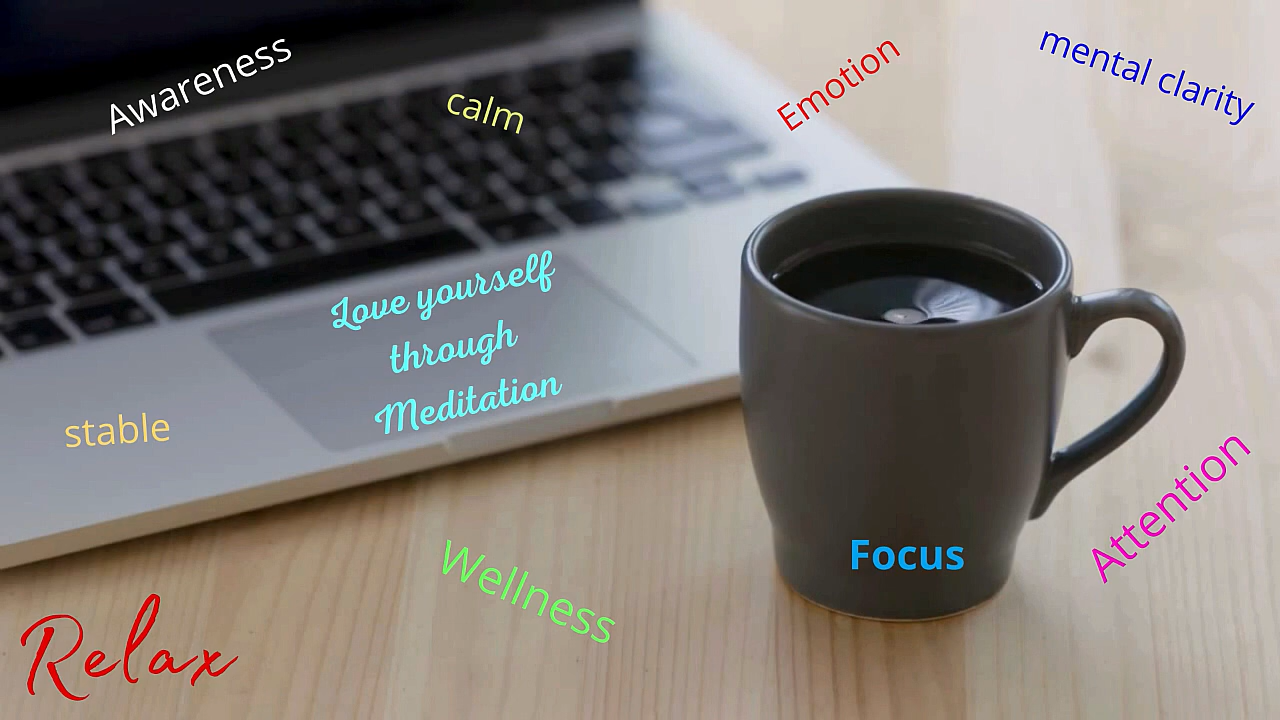 Awareness
calm
Emotion
mental clarity
Love yourself
through
Meditation
stable
Attention
Focus
Wellness
Relax